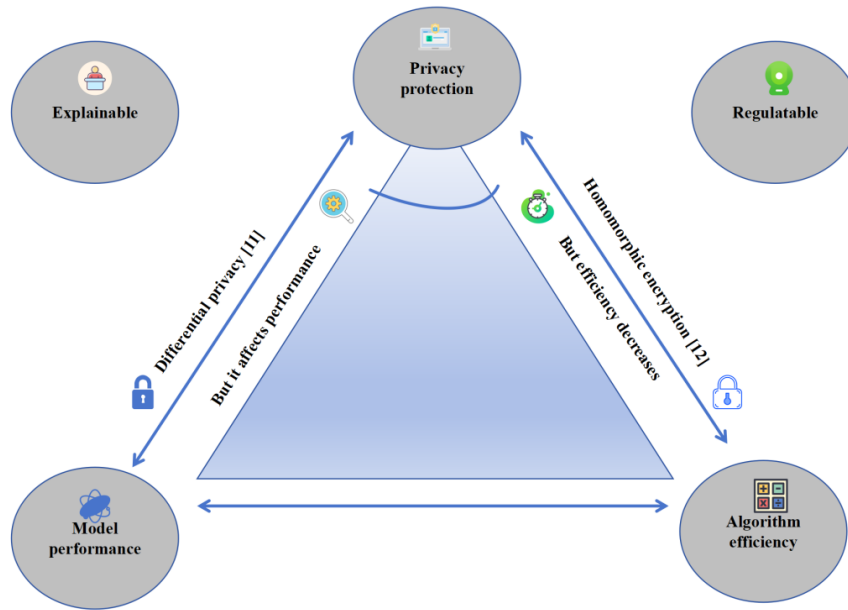 Privacy
protection
Explainable
Regulatable
Differential privacy [11]
But it affects performance
Homomorphic encryption [12]
But efficiency decreases
Model
performance
Algorithm
efficiency